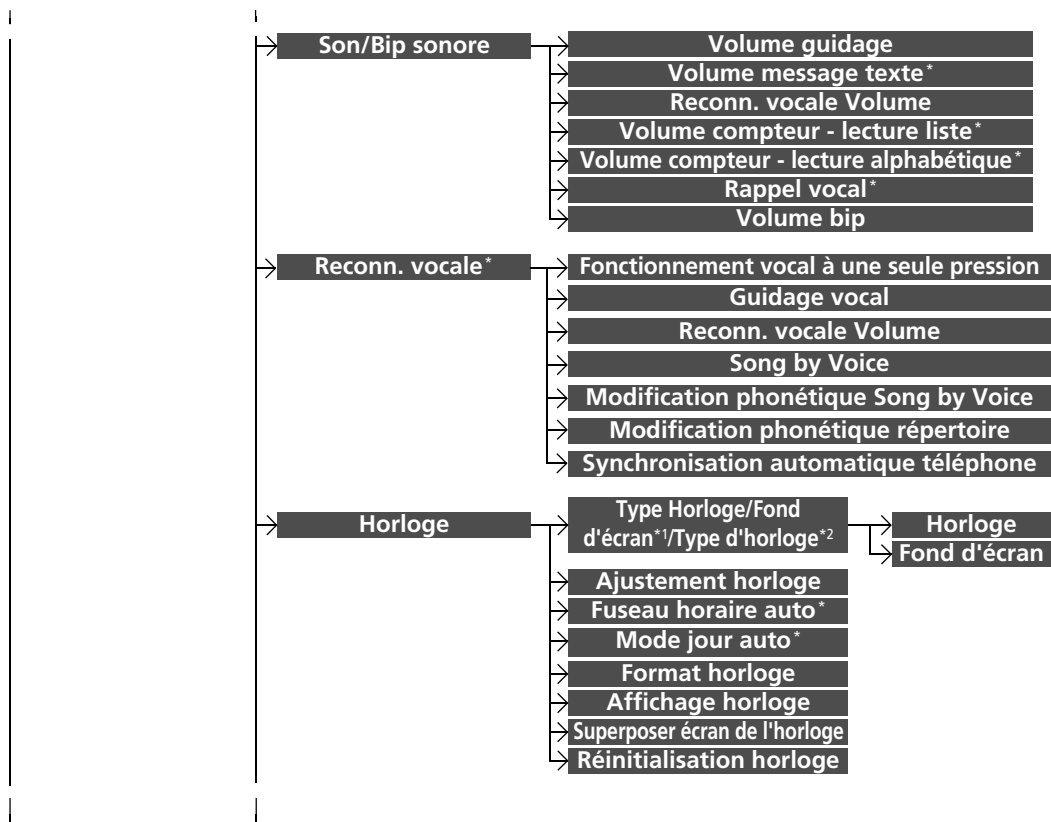 Son/Bip sonore
Volume guidage
Volume message texte*
Reconn. vocale Volume
Volume compteur - lecture liste*
Volume compteur - lecture alphabétique*
Rappel vocal*
Volume bip
Reconn. vocale*
Fonctionnement vocal à une seule pression
Guidage vocal
Reconn. vocale Volume
Song by Voice
Modification phonétique Song by Voice
Modification phonétique répertoire
Synchronisation automatique téléphone
Horloge
Type Horloge/Fond
d'écran*1/Type d'horloge*2
Horloge
Fond d'écran
Ajustement horloge
Fuseau horaire auto*
Mode jour auto*
Format horloge
Affichage horloge
Superposer écran de l'horloge
Réinitialisation horloge